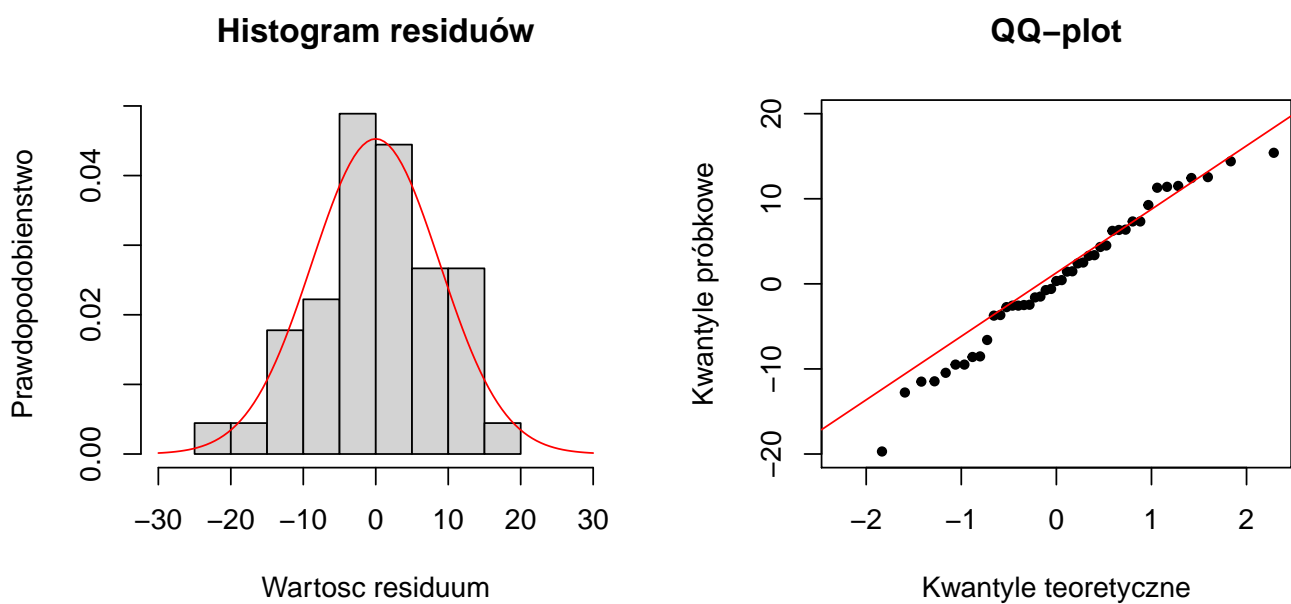 Histogram residuów
Prawdopodobienstwo
0.00 0.02 0.04
−30 −20 −10 0 10 20 30
Wartosc residuum
QQ−plot
Kwantyle próbkowe
−20 −10 0 10 20
−2 −1 0 1 2
Kwantyle teoretyczne